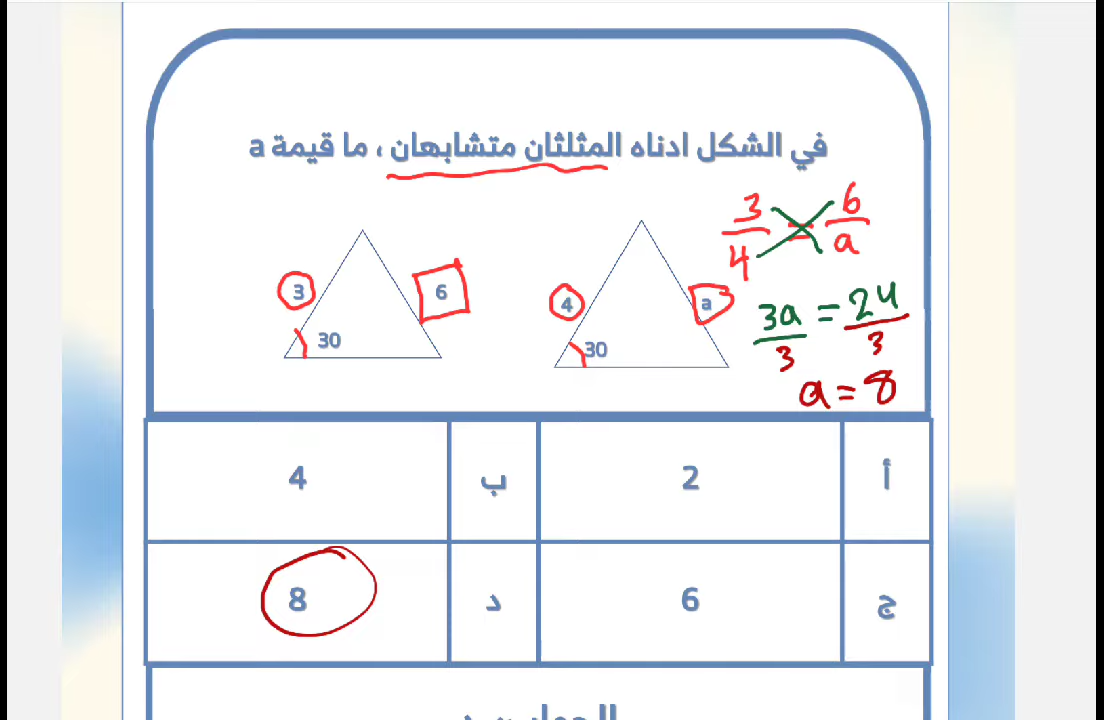 في الشكل ادناه المثلثان متشابهان ، ما قيمة a
3/4 = 6/a
3 6 4 a
30 30
3a/3 = 24/3
a = 8
أ 2 ب 4
ج 6 د 8